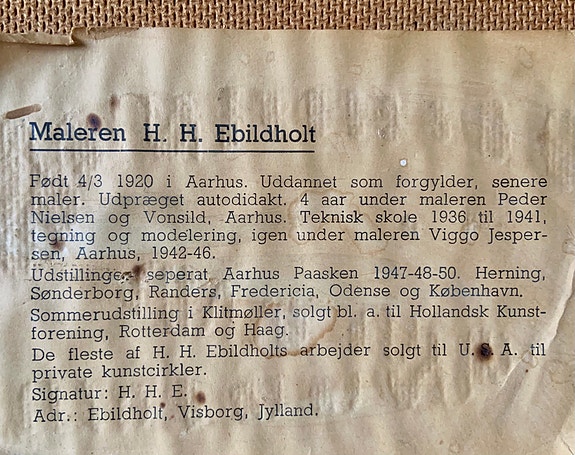 Maleren H. H. Ebildholt
Født 4/3 1920 i Aarhus. Uddannet som forgylder, senere
maler. Udpræget autodidakt. 4 aar under maleren Peder
Nielsen og Vonsild, Aarhus. Teknisk skole 1936 til 1941,
tegning og modelering, igen under maleren Viggo Jesper-
sen, Aarhus, 1942-46.
Udstillinger seperat Aarhus Paasken 1947-48-50. Herning,
Sønderborg, Randers, Fredericia, Odense og København.
Sommerudstilling i Klitmøller, solgt bl. a. til Hollandsk Kunst-
forening, Rotterdam og Haag.
De fleste af H. H. Ebildholts arbejder solgt til U. S. A. til
private kunstcirkler.
Signatur: H. H. E.
Adr.: Ebildholt, Visborg, Jylland.